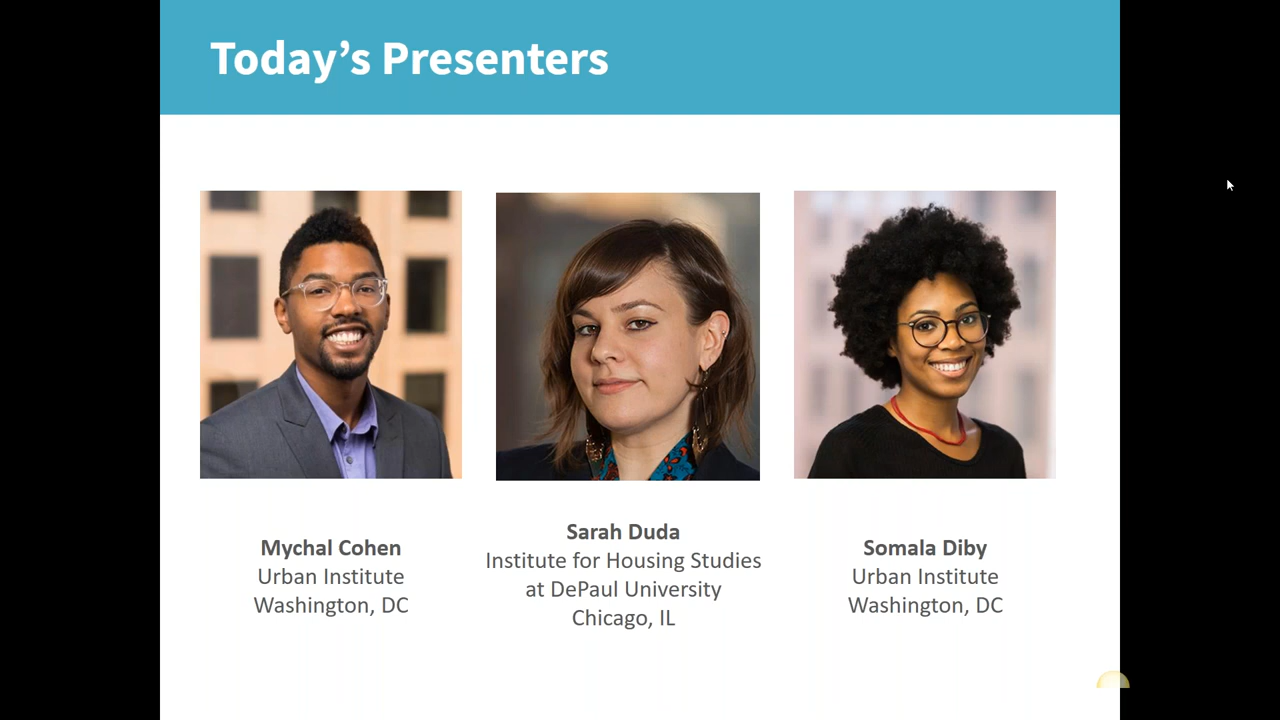 Today’s Presenters
Mychal Cohen
Urban Institute
Washington, DC
Sarah Duda
Institute for Housing Studies
at DePaul University
Chicago, IL
Somala Diby
Urban Institute
Washington, DC